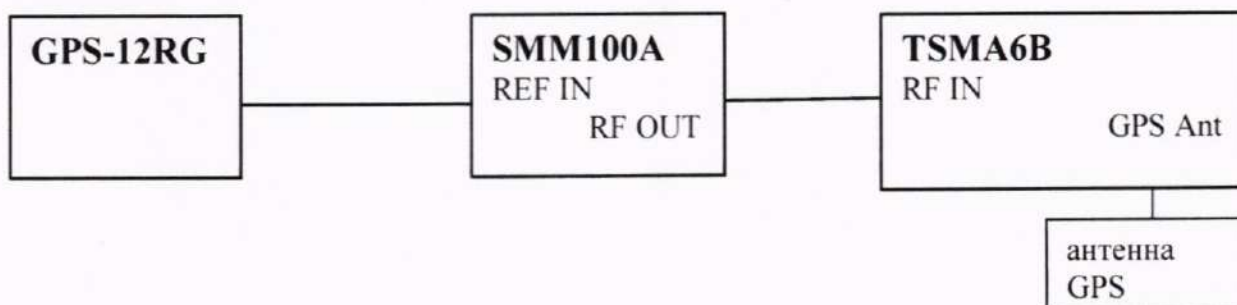 GPS-12RG
SMM100A
REF IN
RF OUT
TSMA6B
RF IN
GPS Ant
антенна
GPS